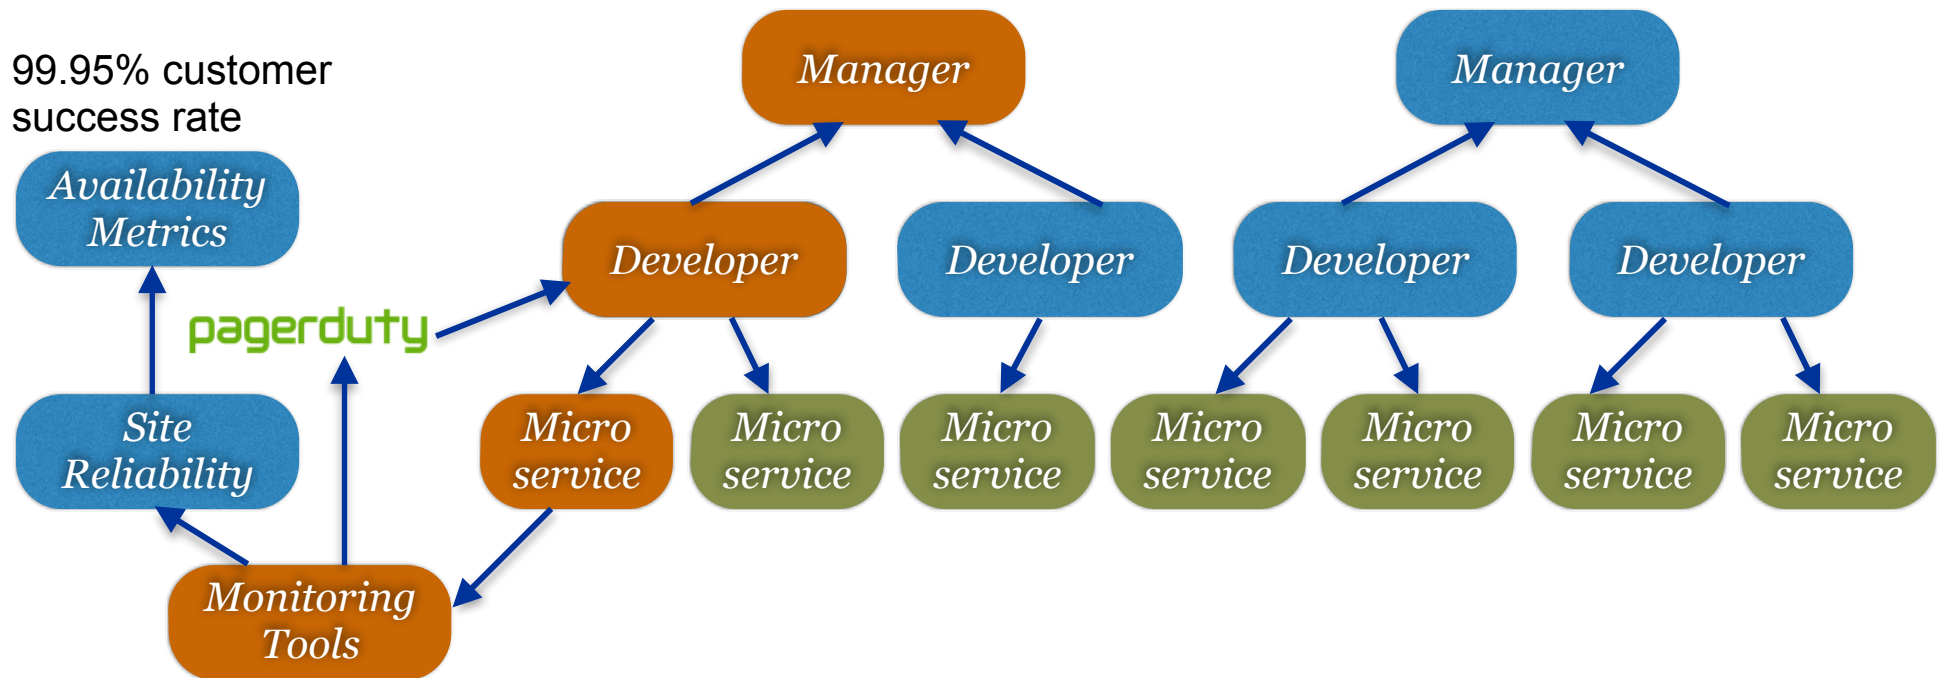 99.95% customer
success rate
Manager
Manager
Availability
Metrics
Developer
Developer
Developer
Developer
pagerduty
Site
Reliability
Micro
service
Micro
service
Micro
service
Micro
service
Micro
service
Micro
service
Micro
service
Monitoring
Tools